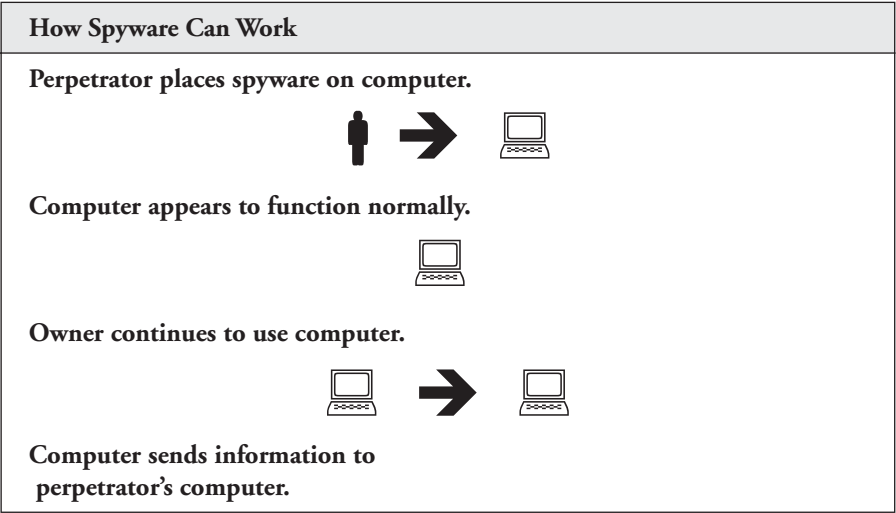 How Spyware Can Work
Perpetrator places spyware on computer.
Computer appears to function normally.
Owner continues to use computer.
Computer sends information to
perpetrator's computer.